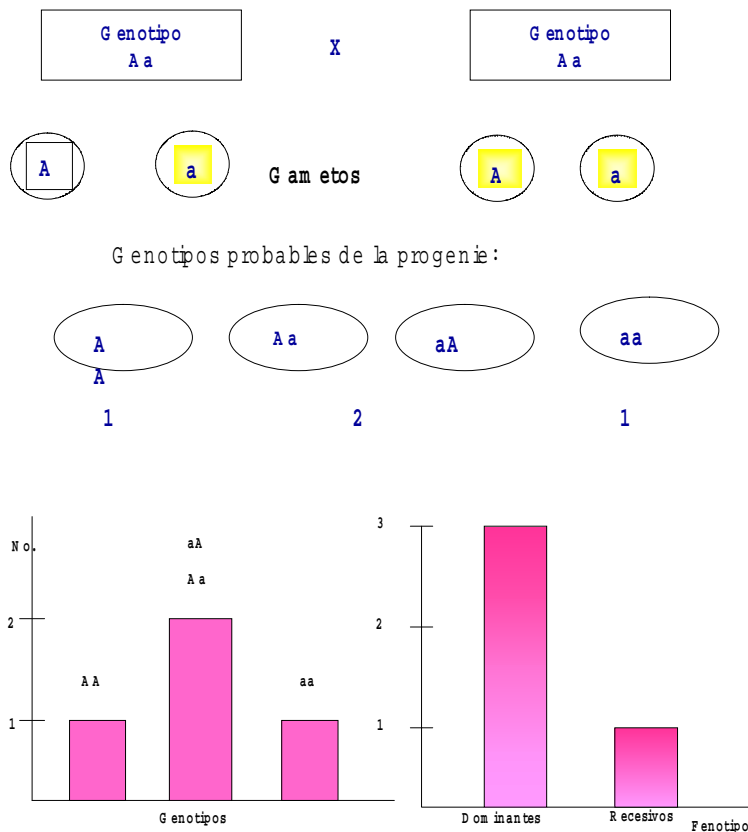 Genotipo
Aa
X
Genotipo
Aa
A
a
Gametos
A
a
Genotipos probables de la progenie:
A
A
Aa
aA
aa
1
2
1
No.
aA
Aa
2
AA
aa
1
Genotipos
3
2
1
Dominantes
Recesivos
Fenotipo